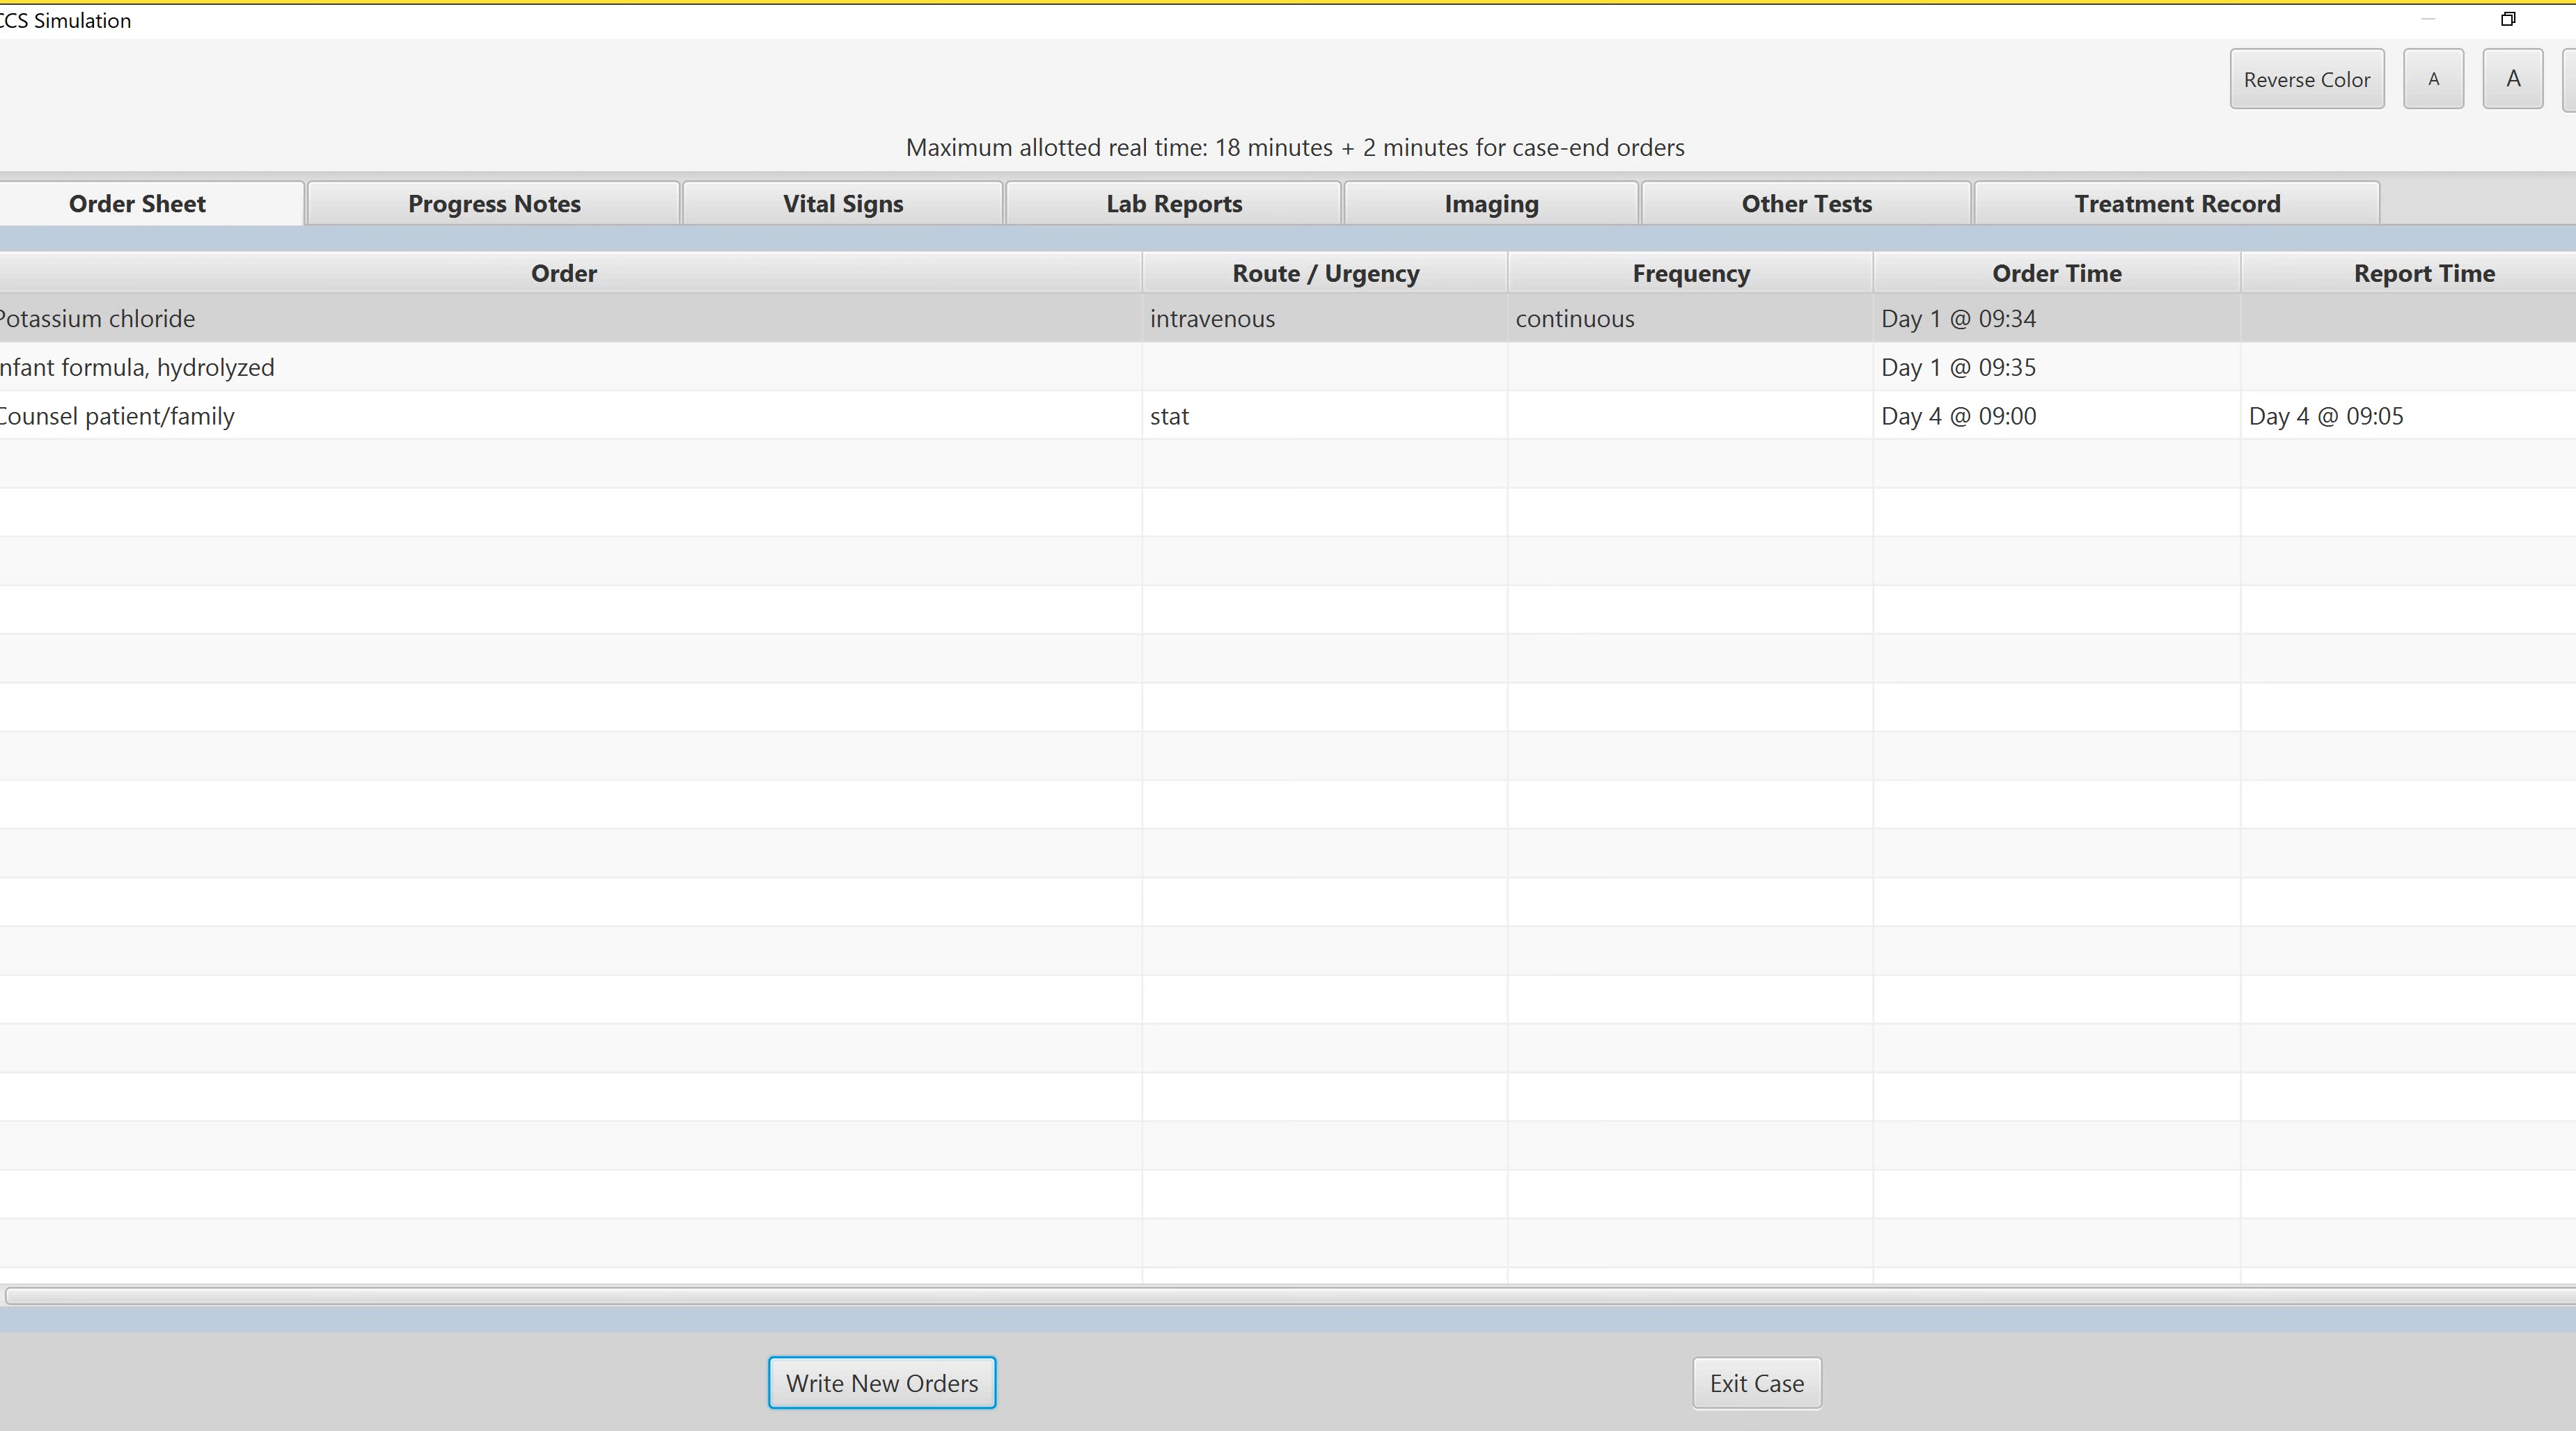 CCS Simulation
Reverse Color A A
Maximum allotted real time: 18 minutes + 2 minutes for case-end orders
Order Sheet Progress Notes Vital Signs Lab Reports Imaging Other Tests Treatment Record
Order Route / Urgency Frequency Order Time Report Time
Potassium chloride intravenous continuous Day 1 @ 09:34
nfant formula, hydrolyzed Day 1 @ 09:35
Counsel patient/family stat Day 4 @ 09:00 Day 4 @ 09:05
Write New Orders Exit Case